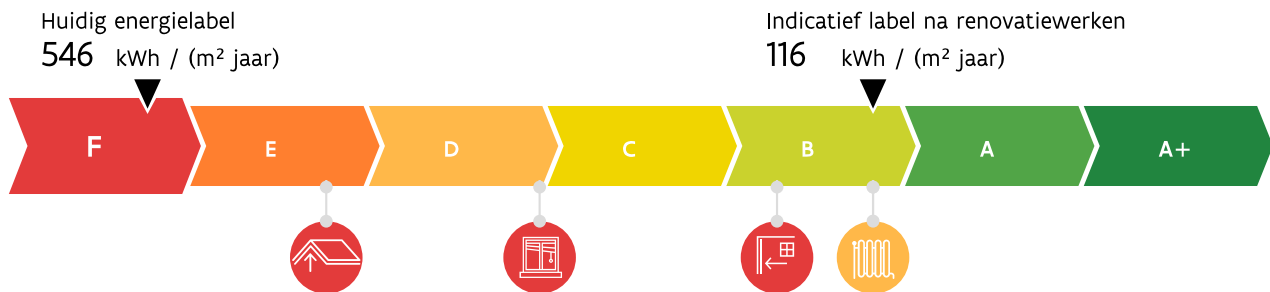 Huidig energielabel
546 kWh / (m² jaar)
Indicatief label na renovatiewerken
116 kWh / (m² jaar)
F E D C B A A+